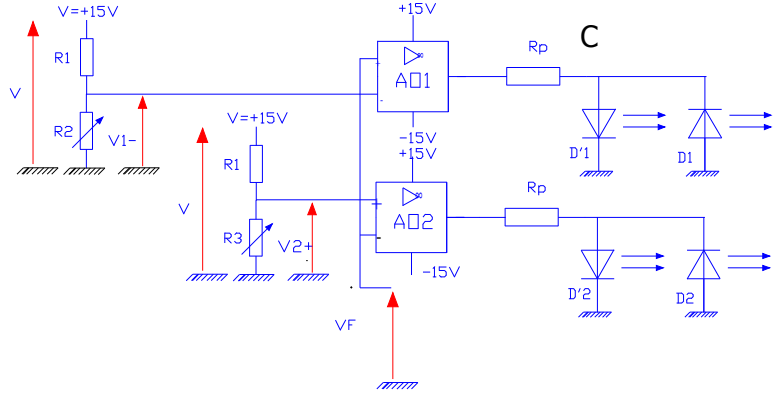 V=+15V
+15V
C
R1
Rp
V
AO1
R2
V1-
V=+15V
-15V
+15V
D'1
D1
R1
Rp
V
AO2
R3
V2+
-15V
D'2
D2
VF